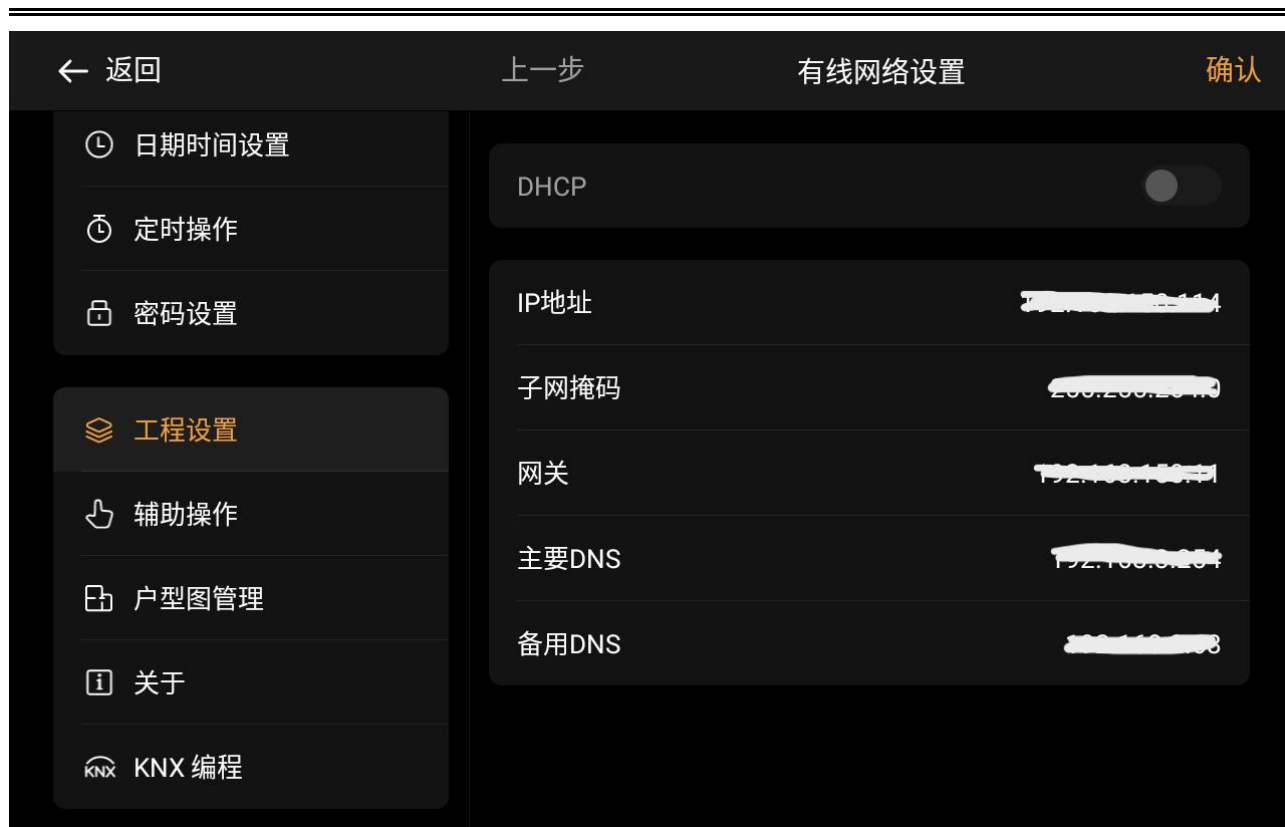 返回
上一步
有线网络设置
确认
日期时间设置
定时操作
密码设置
工程设置
辅助操作
户型图管理
关于
KNX KNX 编程
DHCP
IP地址
子网掩码
网关
主要DNS
备用DNS